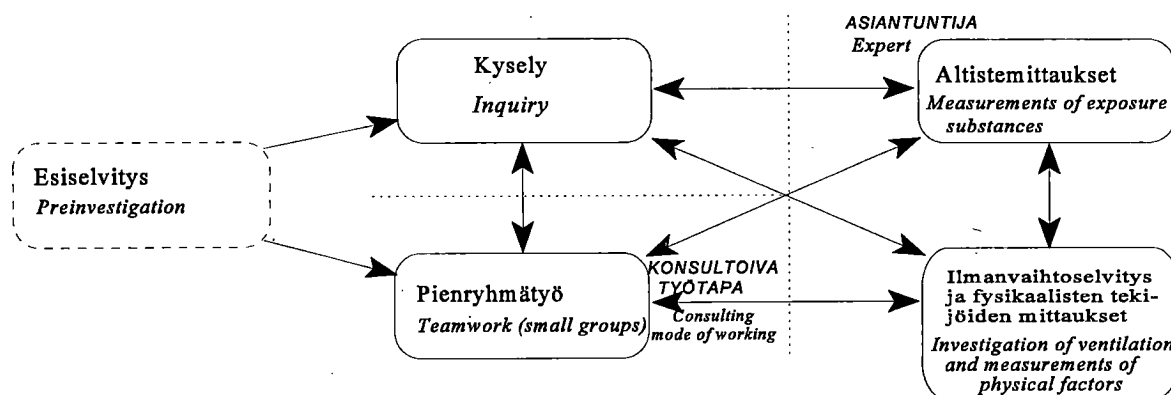 ASIANTUNTIJA
Expert
Kysely
Inquiry
Altistemittaukset
Measurements of exposure
substances
Esiselvitys
Preinvestigation
Pienryhmätyö
Teamwork (small groups)
KONSULTOIVA
TYÖTAPA
Consulting
mode of working
Ilmanvaihtoselvitys
ja fysikaalisten teki-
jöiden mittaukset
Investigation of ventilation
and measurements of
physical factors